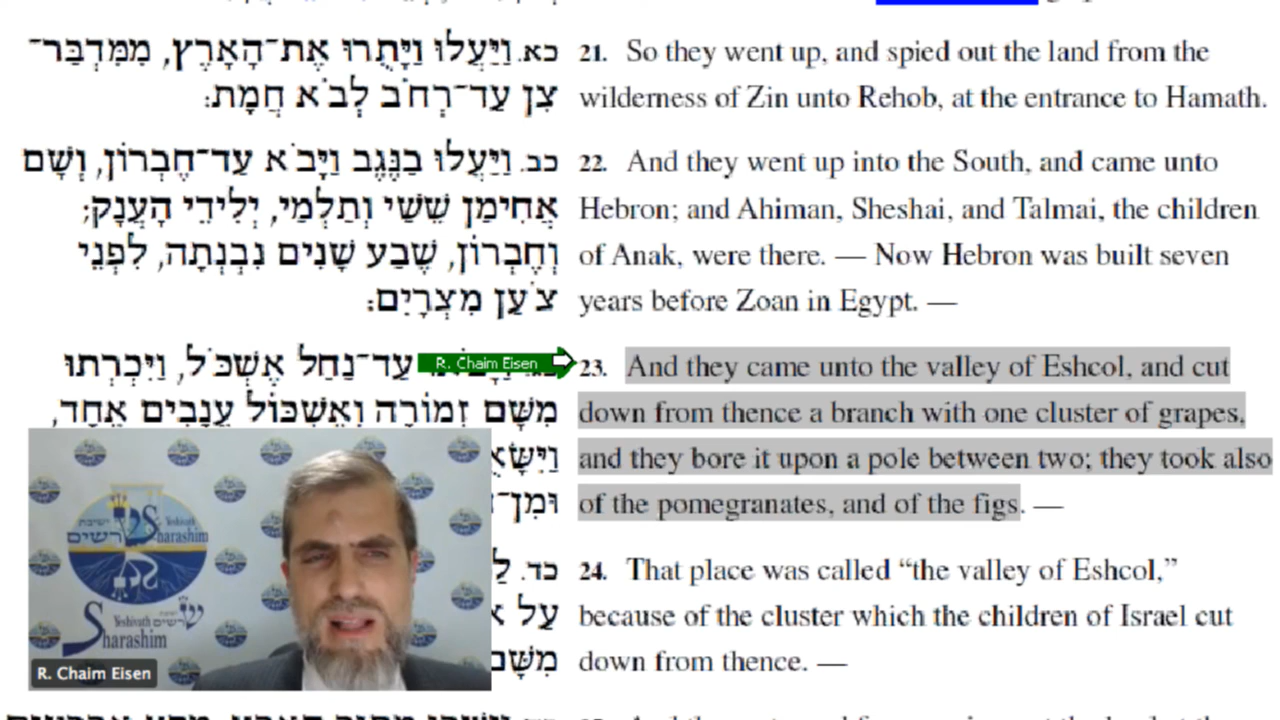 כא. וַיַּעֲלוּ וַיָּתֻרוּ אֶת־הָאָרֶץ, מִמִּדְבַּר־
צִן עַד־רְחֹב לְבֹא חֲמָת:
21. So they went up, and spied out the land from the
wilderness of Zin unto Rehob, at the entrance to Hamath.
כב. וַיַּעֲלוּ בַנֶּגֶב וַיָּבֹא עַד־חֶבְרוֹן, וְשָׁם
אֲחִימַן שֵׁשַׁי וְתַלְמַי, יְלִידֵי הָעֲנָק;
וְחֶבְרוֹן, שֶׁבַע שָׁנִים נִבְנְתָה, לִפְנֵי
צֹעַן מִצְרָיִם:
22. And they went up into the South, and came unto
Hebron; and Ahiman, Sheshai, and Talmai, the children
of Anak, were there. — Now Hebron was built seven
years before Zoan in Egypt. —
עַד־נַחַל אֶשְׁכֹּל, וַיִּכְרְתוּ
מִשָּׁם זְמוֹרָה וְאֶשְׁכּוֹל עֲנָבִים אֶחָד,
R. Chaim Eisen
23. And they came unto the valley of Eshcol, and cut
down from thence a branch with one cluster of grapes,
and they bore it upon a pole between two; they took also
of the pomegranates, and of the figs. —
כד.
עַל
מִשָּׁם
24. That place was called “the valley of Eshcol,”
because of the cluster which the children of Israel cut
down from thence. —
ישיבת
שרשים
Yeshivath
Sharashim
Yeshivath
ישיבת
שרשים
Sharashim
R. Chaim Eisen